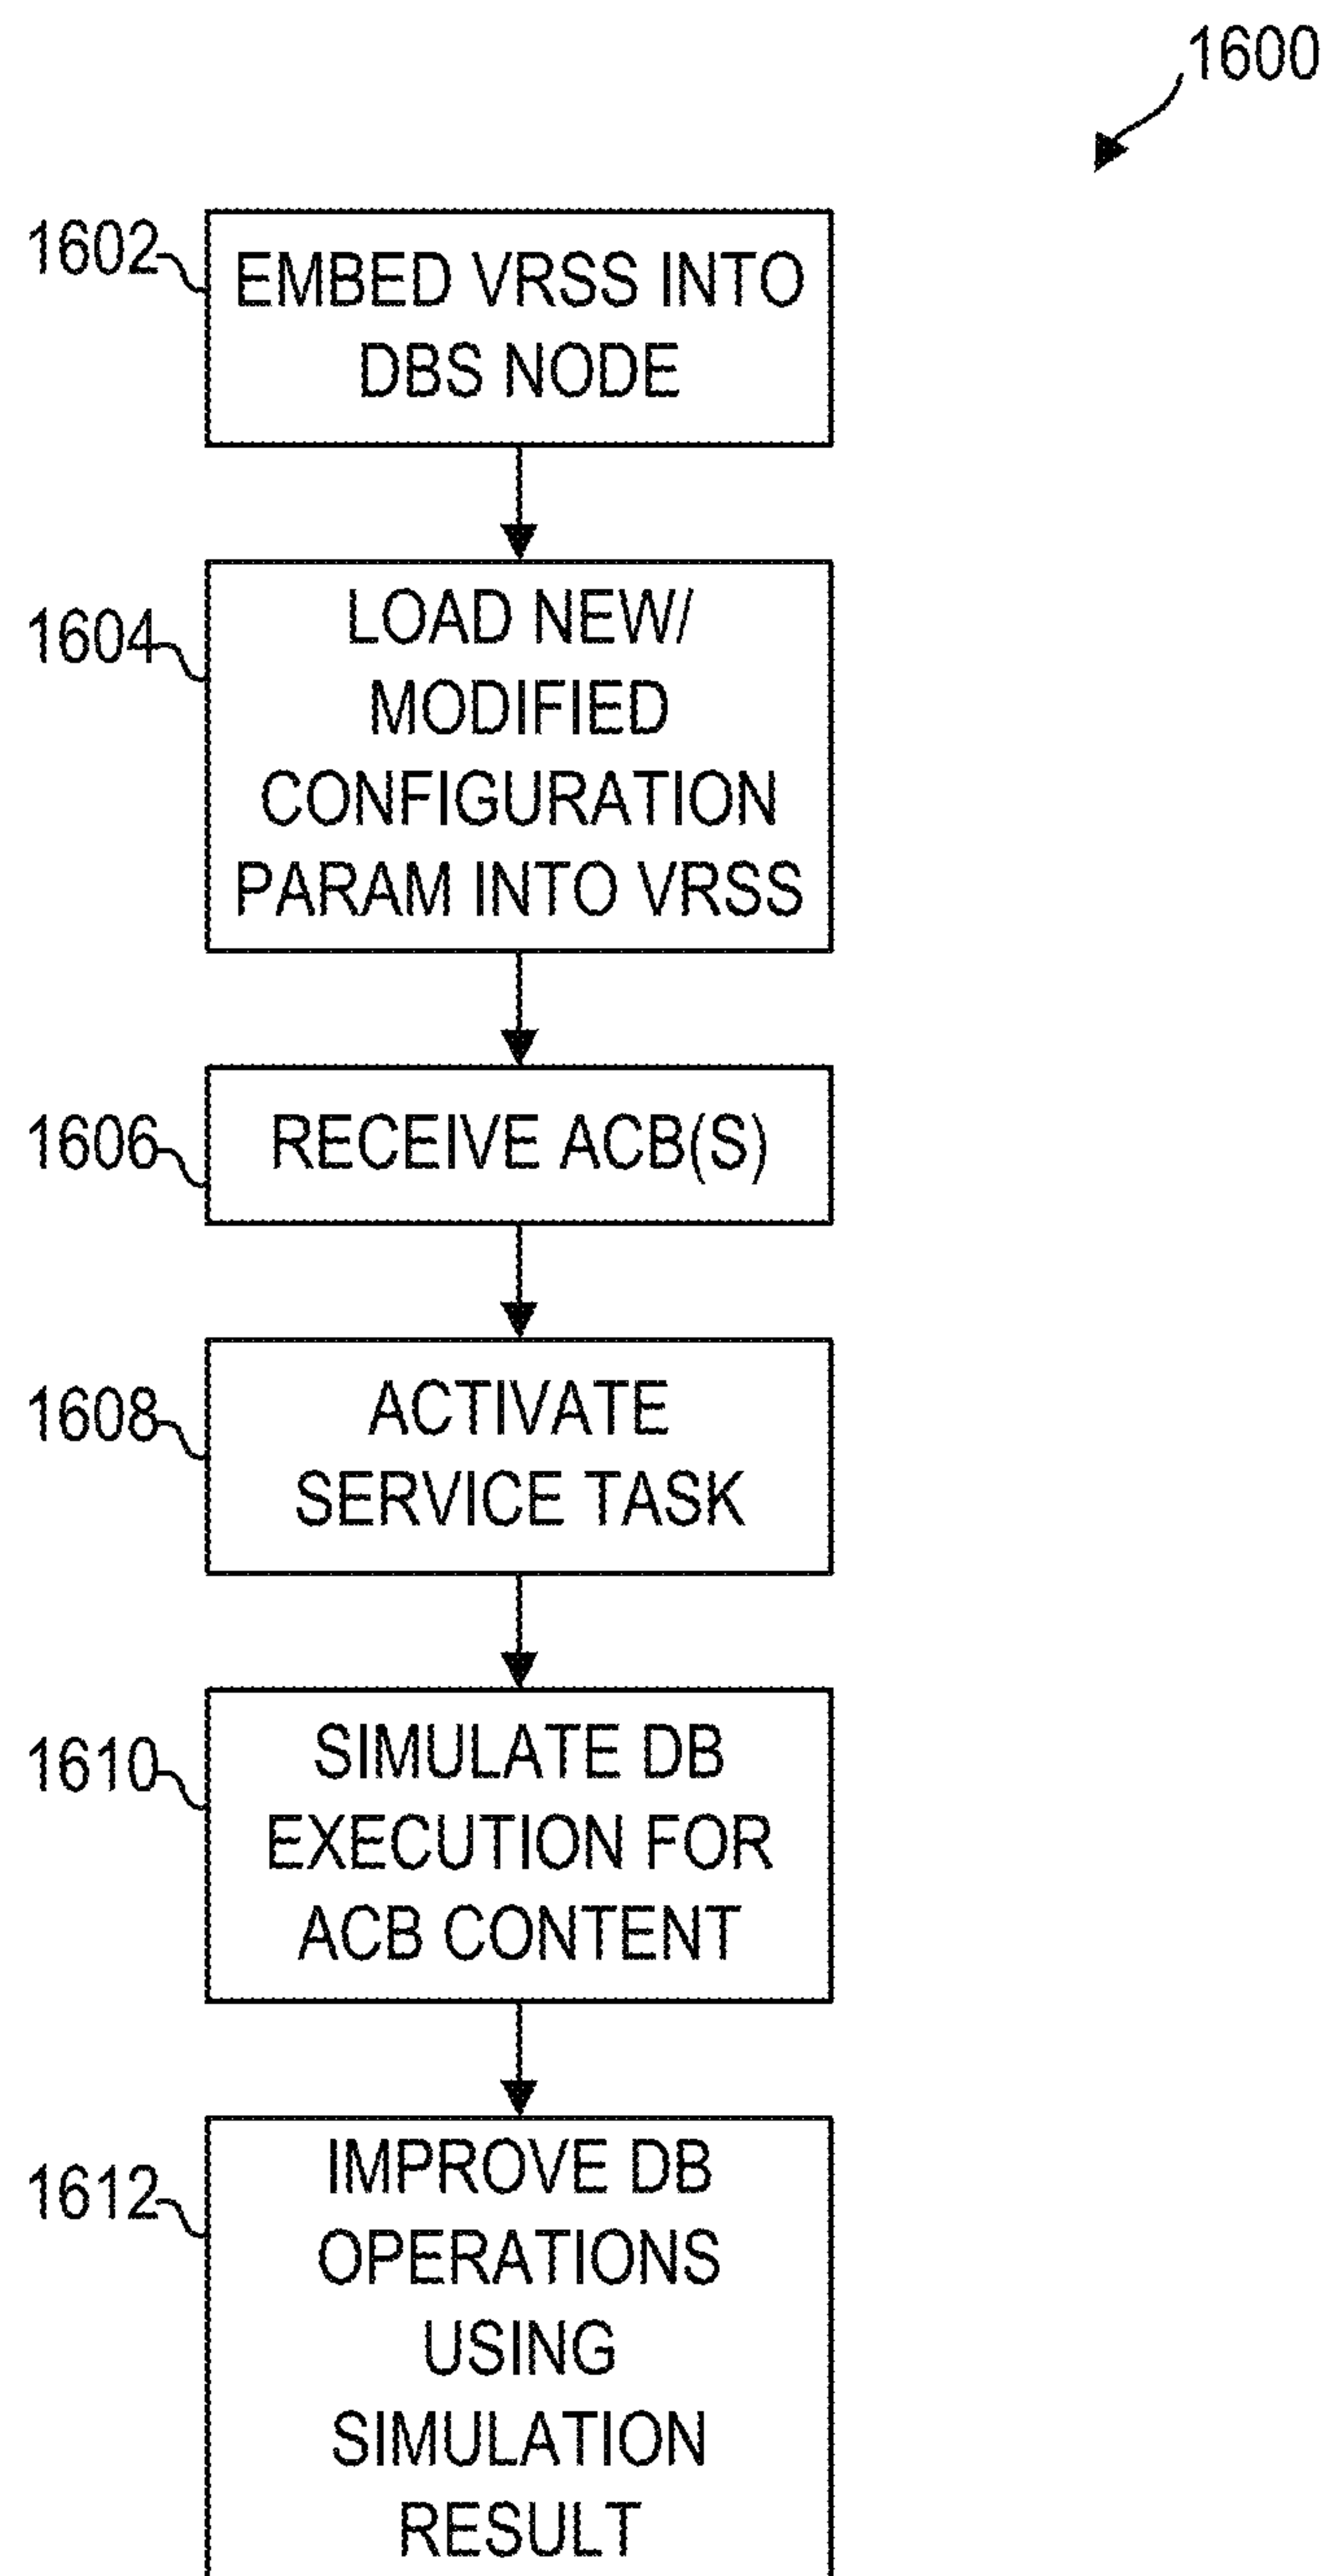 1600
1602
EMBED VRSS INTO
DBS NODE
1604
LOAD NEW/
MODIFIED
CONFIGURATION
PARAM INTO VRSS
1606
RECEIVE ACB(S)
1608
ACTIVATE
SERVICE TASK
1610
SIMULATE DB
EXECUTION FOR
ACB CONTENT
1612
IMPROVE DB
OPERATIONS
USING
SIMULATION
RESULT